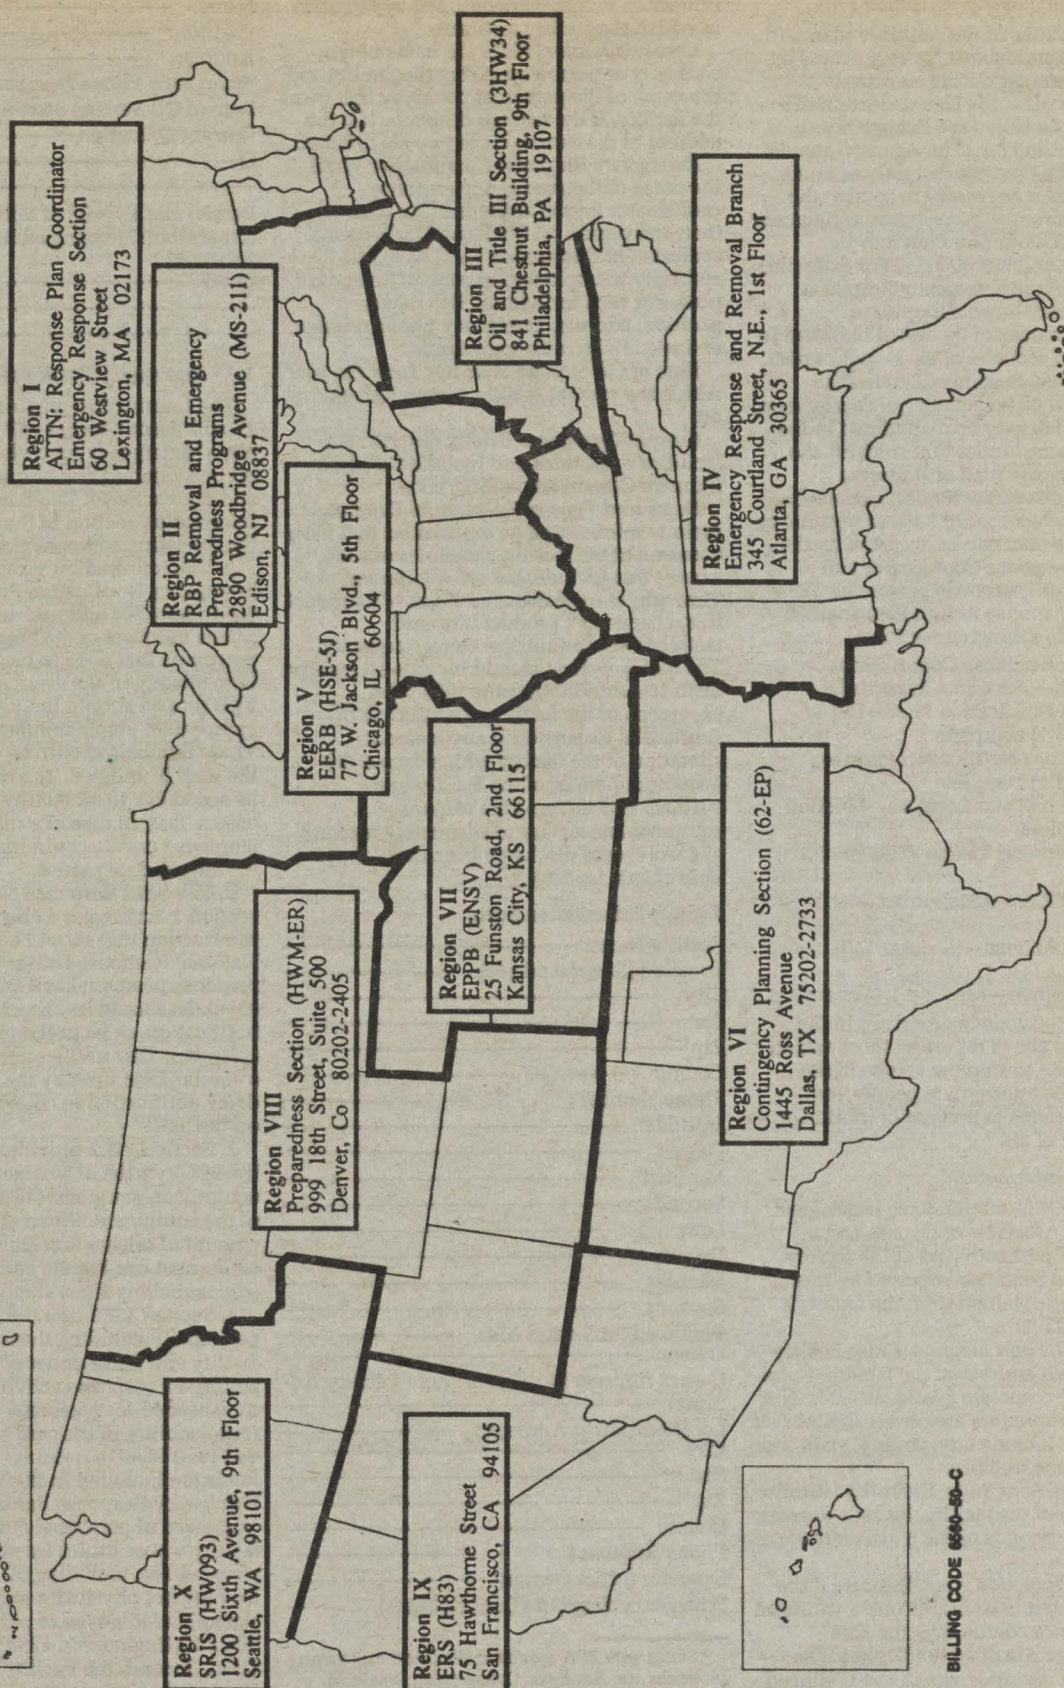 Region I
ATTN: Response Plan Coordinator
Emergency Response Section
60 Westview Street
Lexington, MA 02173
Region II
RBP Removal and Emergency
Preparedness Programs
2890 Woodbridge Avenue (MS-211)
Edison, NJ 08837
Region III
Oil and Title III Section (3HW34)
841 Chestnut Building, 9th Floor
Philadelphia, PA 19107
Region IV
Emergency Response and Removal Branch
345 Courtland Street, N.E., 1st Floor
Atlanta, GA 30365
Region V
EERB (HSE-5J)
77 W. Jackson Blvd., 5th Floor
Chicago, IL 60604
Region VI
Contingency Planning Section (62-EP)
1445 Ross Avenue
Dallas, TX 75202-2733
Region VII
EPPB (ENSV)
25 Funston Road, 2nd Floor
Kansas City, KS 66115
Region VIII
Preparedness Section (HWM-ER)
999 18th Street, Suite 500
Denver, Co 80202-2405
Region IX
ERS (H83)
75 Hawthorne Street
San Francisco, CA 94105
Region X
SRIS (HW093)
1200 Sixth Avenue, 9th Floor
Seattle, WA 98101
BILLING CODE 6560-50-C